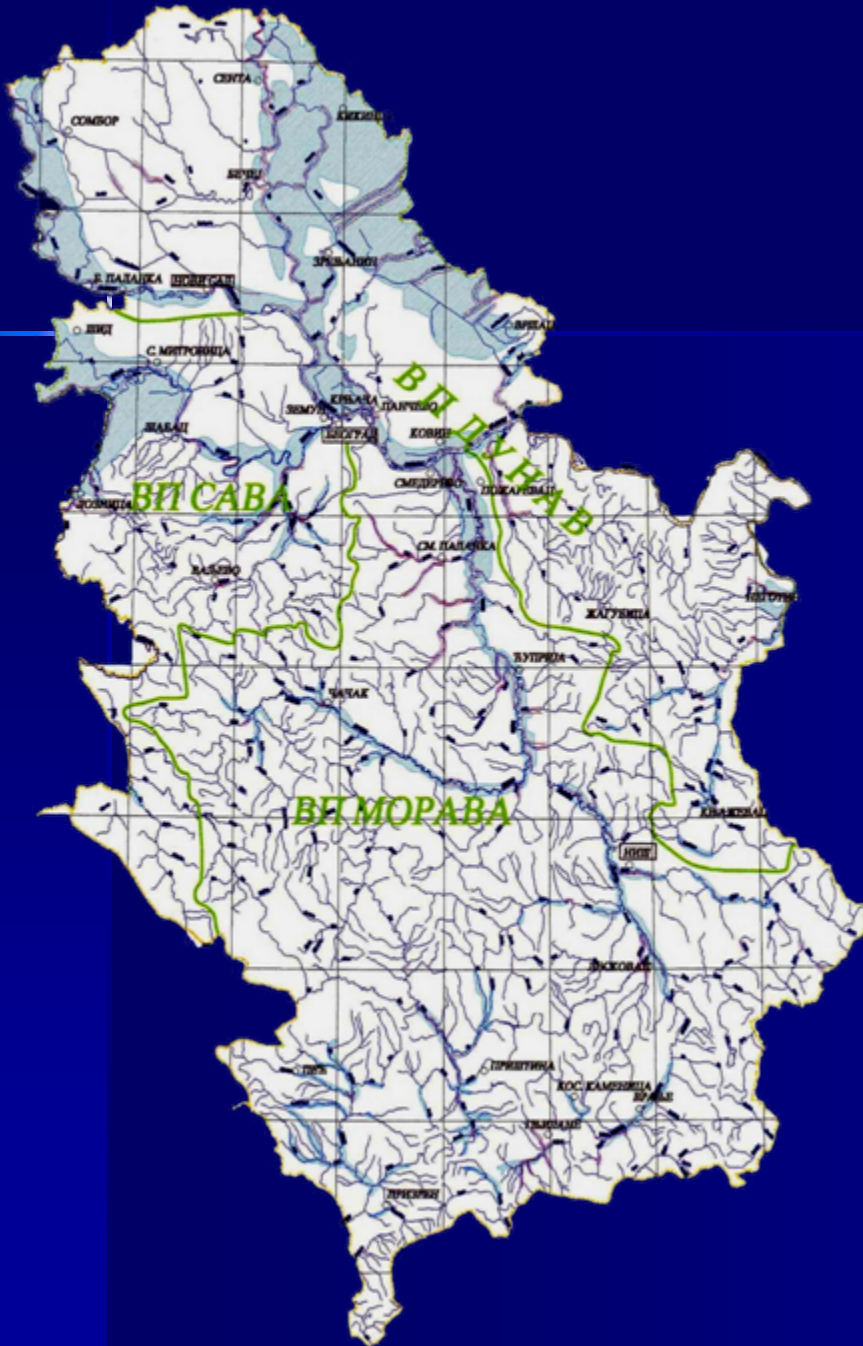 СЕНТА
КИКИНДА
СОМБОР
БЕЧЕЈ
ЗРЕЊАНИН
Б. ПАЛАНКА
НОВИ САД
ШИД
ВРШАЦ
С. МИТРОВИЦА
ВП ДУНАВ
КРЊАЧА
ЗЕМУН
ПАНЧЕВО
ШАБАЦ
БЕОГРАД
КОВИН
СМЕДЕРЕВО
ПОЖАРЕВАЦ
ВП САВА
ЛОЗНИЦА
СМ. ПАЛАНКА
ВАЉЕВО
НЕГОТИН
ЖАГУБИЦА
ЋУПРИЈА
ЧАЧАК
ВП МОРАВА
КЊАЖЕВАЦ
НИШ
ЛЕСКОВАЦ
ПЕЋ
ПРИШТИНА
КОС. КАМЕНИЦА
ВРАЊЕ
ГЊИЛАНЕ
ПРИЗРЕН